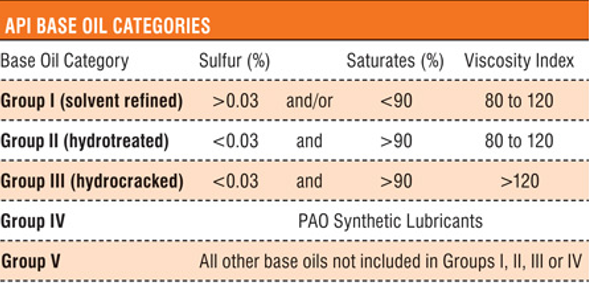 API BASE OIL CATEGORIES
Base Oil Category Sulfur (%) Saturates (%) Viscosity Index
Group I (solvent refined) >0.03 and/or <90 80 to 120
Group II (hydrotreated) <0.03 and >90 80 to 120
Group III (hydrocracked) <0.03 and >90 >120
Group IV PAO Synthetic Lubricants
Group V All other base oils not included in Groups I, II, III or IV